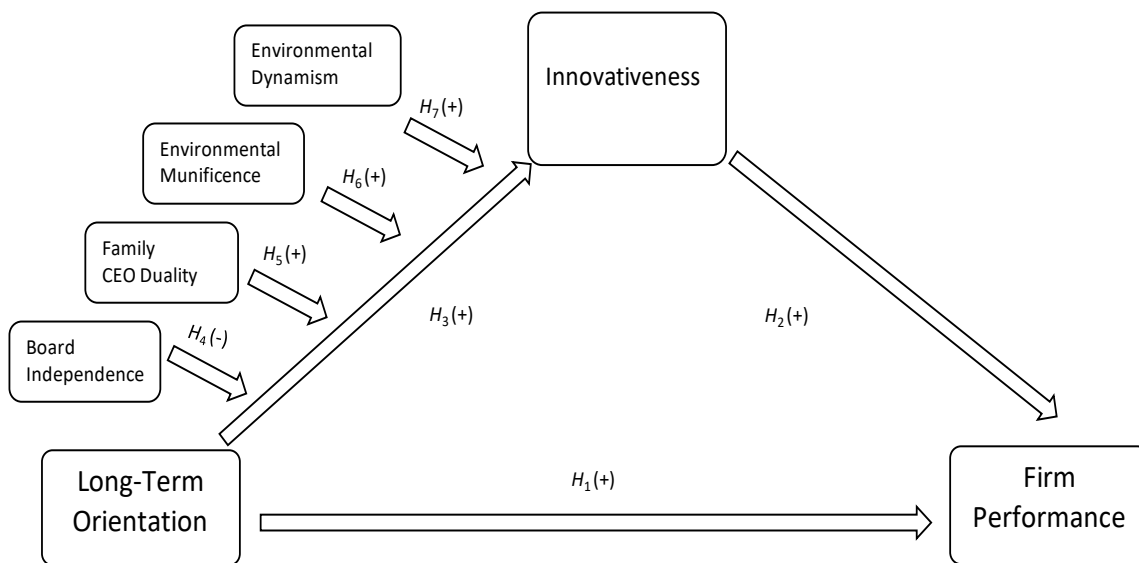 Environmental
Dynamism
Innovativeness
H₇(+)
Environmental
Munificence
H₆(+)
Family
CEO Duality
H₅(+)
H₃(+)
H₂(+)
H₄(-)
Board
Independence
Long-Term
Orientation
H₁(+)
Firm
Performance